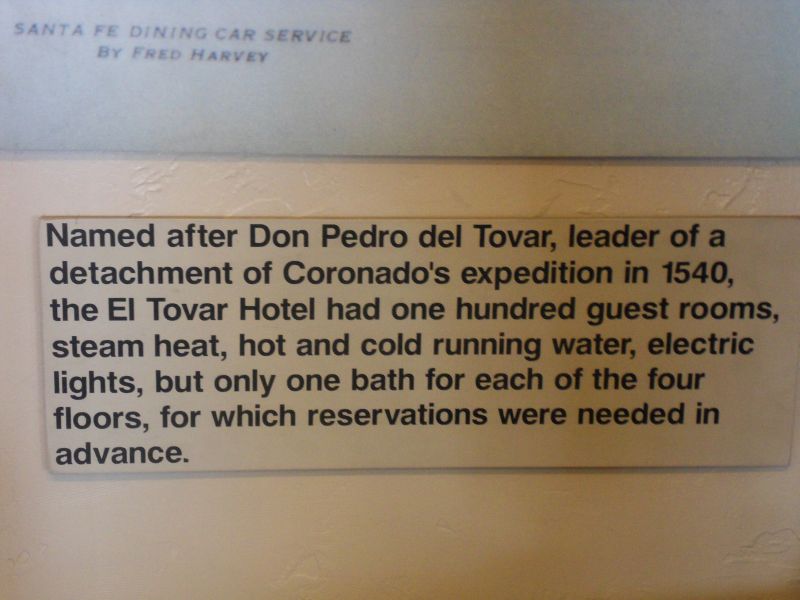 SANTA FE DINING CAR SERVICE
BY FRED HARVEY
Named after Don Pedro del Tovar, leader of a
detachment of Coronado's expedition in 1540,
the El Tovar Hotel had one hundred guest rooms,
steam heat, hot and cold running water, electric
lights, but only one bath for each of the four
floors, for which reservations were needed in
advance.